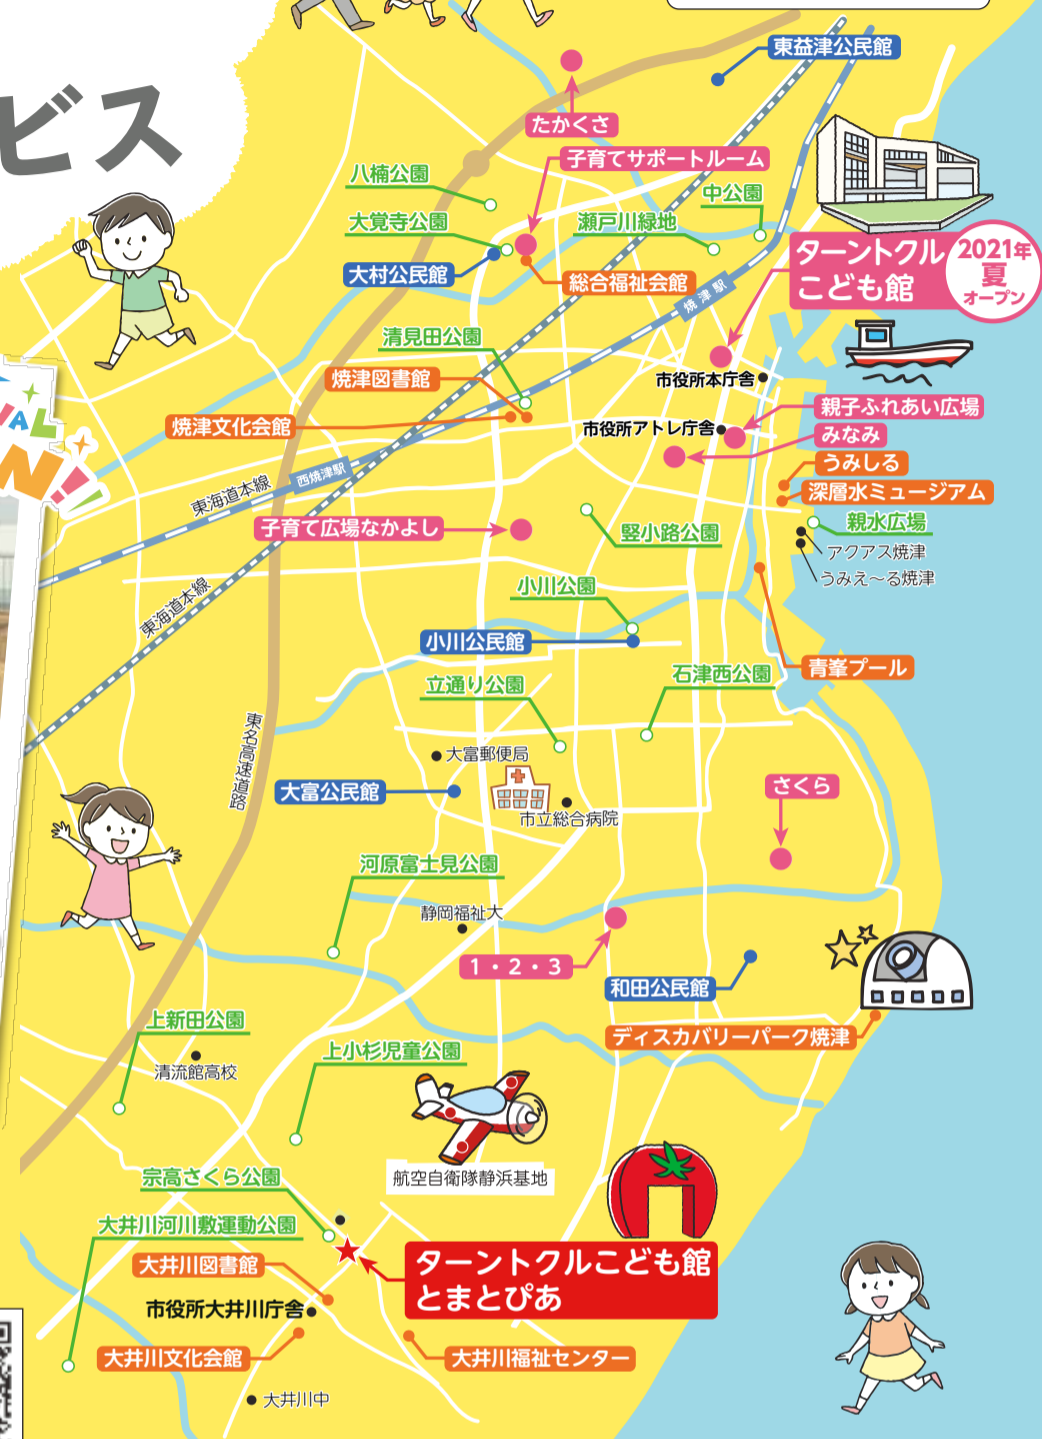 ビス
東益津公民館
たかくさ
子育てサポートルーム
八楠公園
中公園
大覚寺公園
瀬戸川緑地
大村公民館
総合福祉会館
ターントクル
こども館
2021年
夏
オープン
焼津駅
清見田公園
焼津図書館
市役所本庁舎
焼津文化会館
親子ふれあい広場
市役所アトレ庁舎
みなみ
うみしる
西焼津駅
東海道本線
深層水ミュージアム
子育て広場なかよし
竪小路公園
親水広場
アクアス焼津
うみえ〜る焼津
東海道本線
小川公園
小川公民館
青峯プール
石津西公園
立通り公園
東名高速道路
大富郵便局
大富公民館
さくら
市立総合病院
河原富士見公園
静岡福祉大
1・2・3
和田公民館
ディスカバリーパーク焼津
上新田公園
上小杉児童公園
清流館高校
航空自衛隊静浜基地
宗高さくら公園
大井川河川敷運動公園
大井川図書館
ターントクルこども館
とまとぴあ
市役所大井川庁舎
大井川文化会館
大井川福祉センター
大井川中